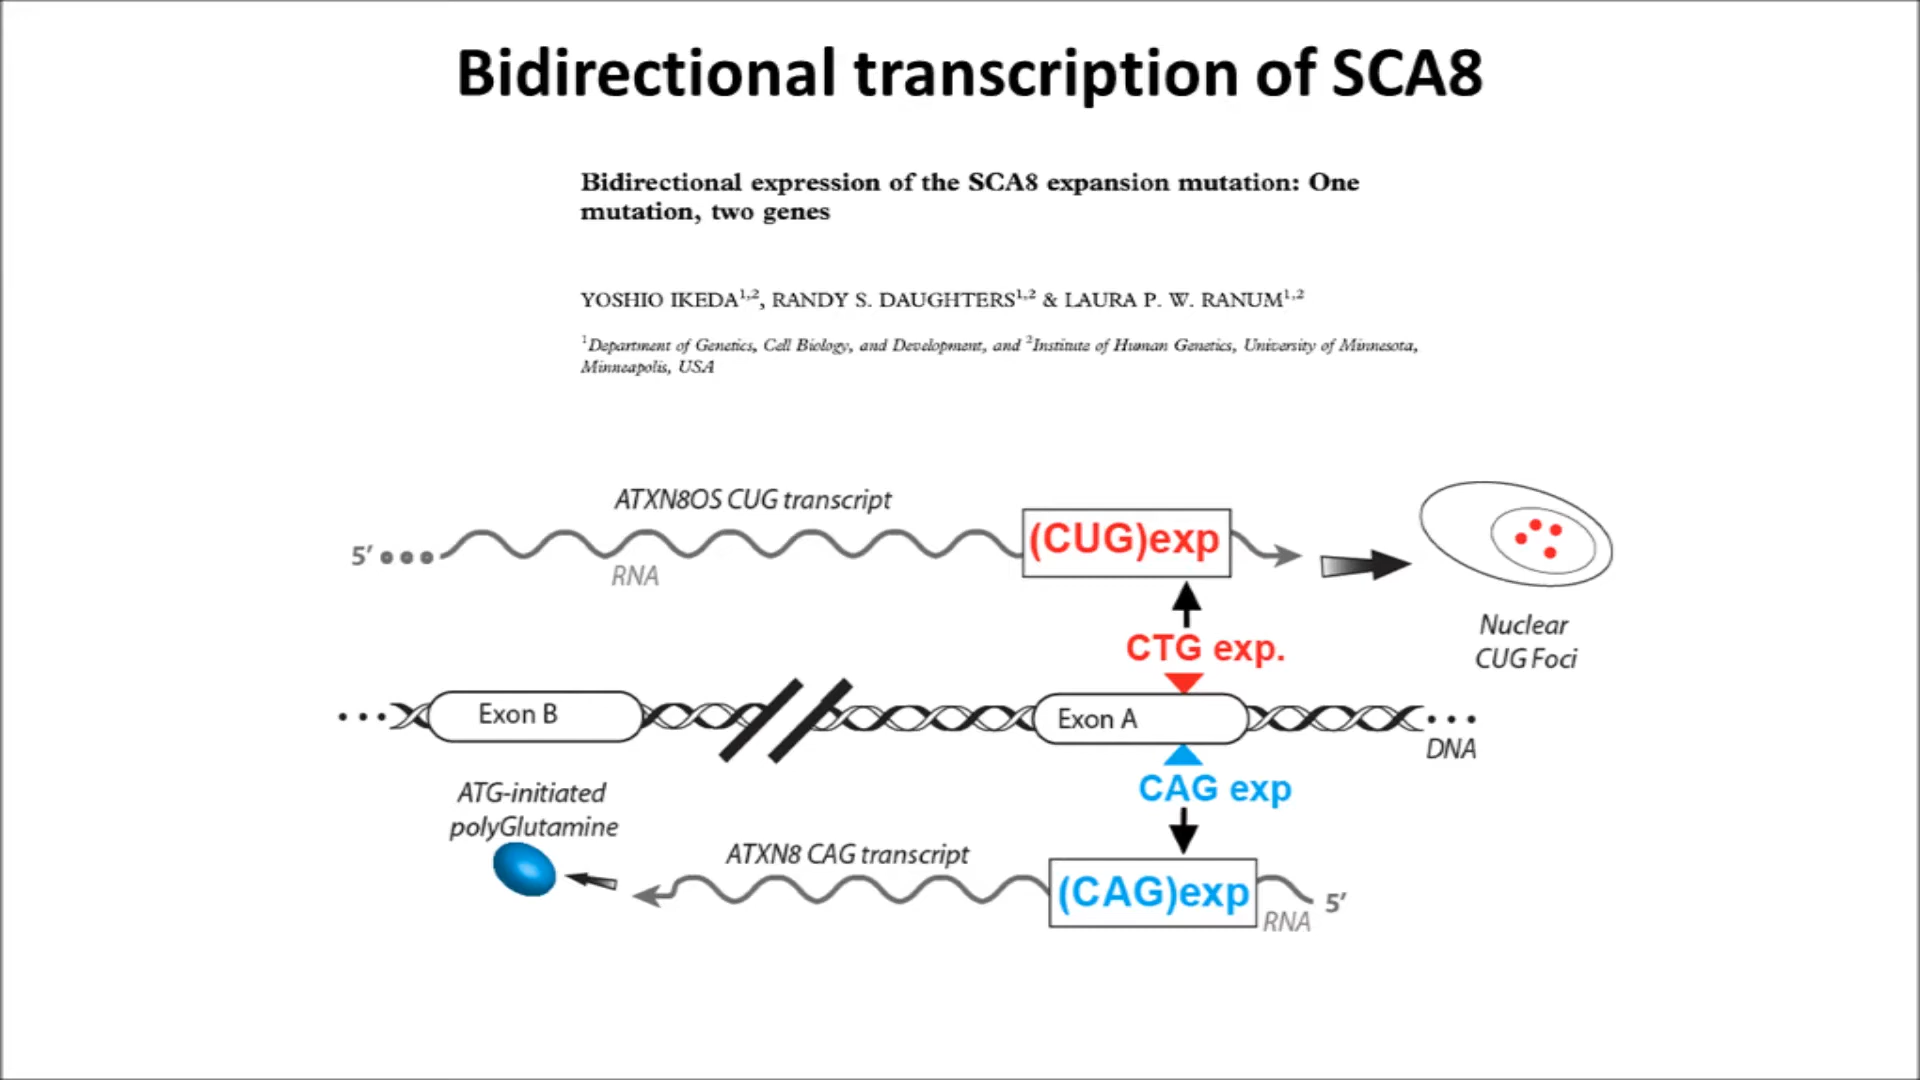 Bidirectional transcription of SCA8
Bidirectional expression of the SCA8 expansion mutation: One
mutation, two genes
YOSHIO IKEDA1,2, RANDY S. DAUGHTERS1,2 & LAURA P. W. RANUM1,2
1Department of Genetics, Cell Biology, and Development, and 2Institute of Human Genetics, University of Minnesota,
Minneapolis, USA
ATXN8OS CUG transcript
5′
(CUG)exp
RNA
CTG exp.
Nuclear
CUG Foci
Exon B
Exon A
DNA
CAG exp
ATG-initiated
polyGlutamine
ATXN8 CAG transcript
(CAG)exp
5′
RNA